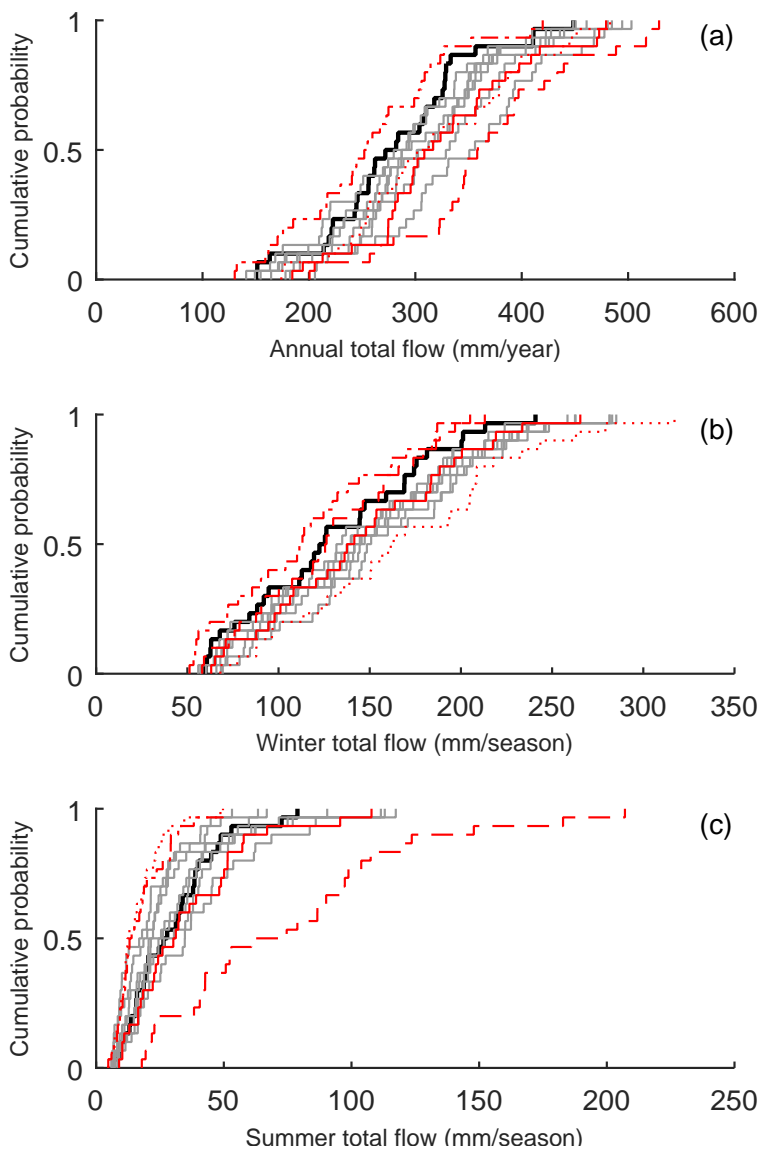 1
(a)
Cumulative probability
0.5
0
0 100 200 300 400 500 600
Annual total flow (mm/year)
1
(b)
Cumulative probability
0.5
0
0 50 100 150 200 250 300 350
Winter total flow (mm/season)
1
(c)
Cumulative probability
0.5
0
0 50 100 150 200 250
Summer total flow (mm/season)